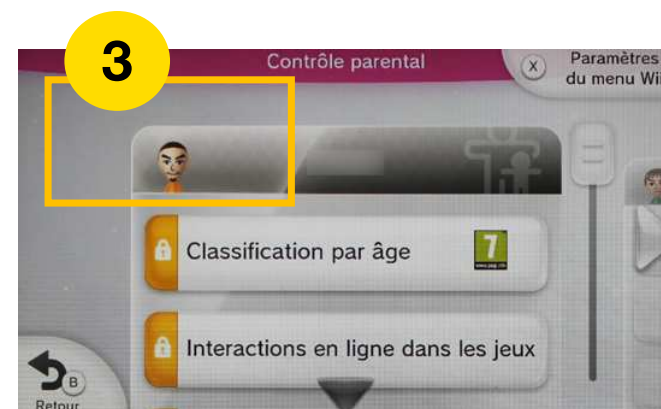 3
Contrôle parental
X
Paramètres
du menu Wii
Classification par âge
7
Interactions en ligne dans les jeux
B
Retour